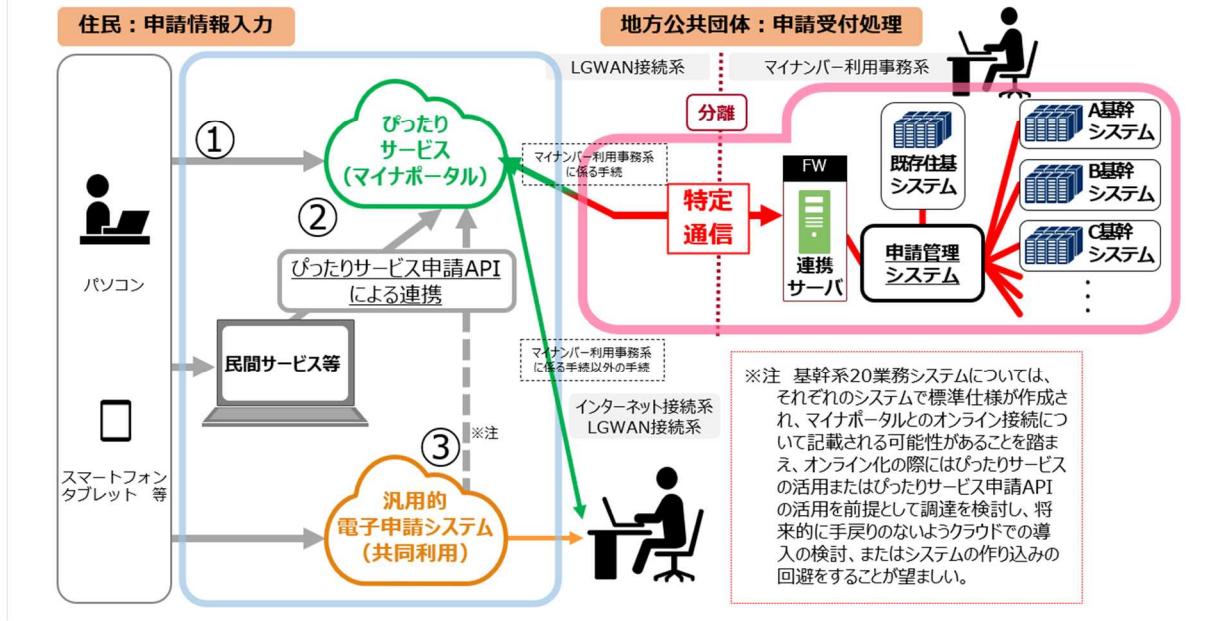 住民：申請情報入力
地方公共団体：申請受付処理
LGWAN接続系
マイナンバー利用事務系
分離
①
ぴったり
サービス
（マイナポータル）
マイナンバー利用事務系
に係る手続
特定
通信
FW
連携
サーバ
既存住基
システム
申請管理
システム
A基幹
システム
B基幹
システム
C基幹
システム
・
・
・
②
ぴったりサービス申請API
による連携
パソコン
民間サービス等
マイナンバー利用事務系
に係る手続以外の手続
インターネット接続系
LGWAN接続系
※注
③
スマートフォン
タブレット　等
汎用的
電子申請システム
（共同利用）
※注　基幹系20業務システムについては、
それぞれのシステムで標準仕様が作成さ
れ、マイナポータルとのオンライン接続につ
いて記載される可能性があることを踏ま
え、オンライン化の際にはぴったりサービス
の活用またはぴったりサービス申請API
の活用を前提として調達を検討し、将
来的に手戻りのないようクラウドでの導
入の検討、またはシステムの作り込みの
回避をすることが望ましい。